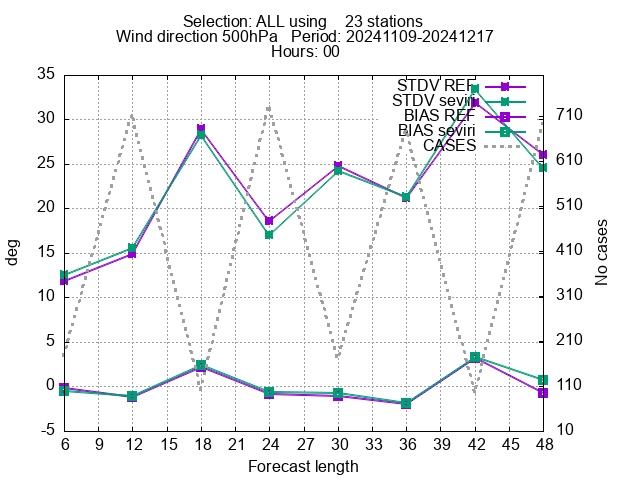 Selection: ALL using    23 stations
Wind direction 500hPa   Period: 20241109-20241217
Hours: 00
STDV REF
STDV seviri
BIAS REF
BIAS seviri
CASES
35
30
25
20
15
10
5
0
-5
deg
710
610
510
410
310
210
110
10
No cases
6 9 12 15 18 21 24 27 30 33 36 39 42 45 48
Forecast length